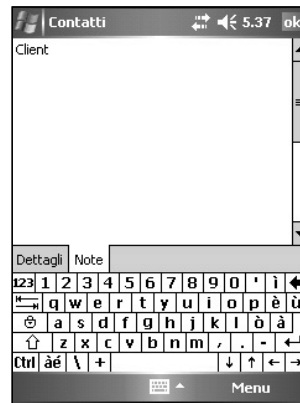 Contatti 5.37 ok
Client
Dettagli Note
123 1 2 3 4 5 6 7 8 9 0 ' ì
q w e r t y u i o p è ù
a s d f g h j k l ò à
z x c v b n m , . -
Ctrl àé \ +
Menu